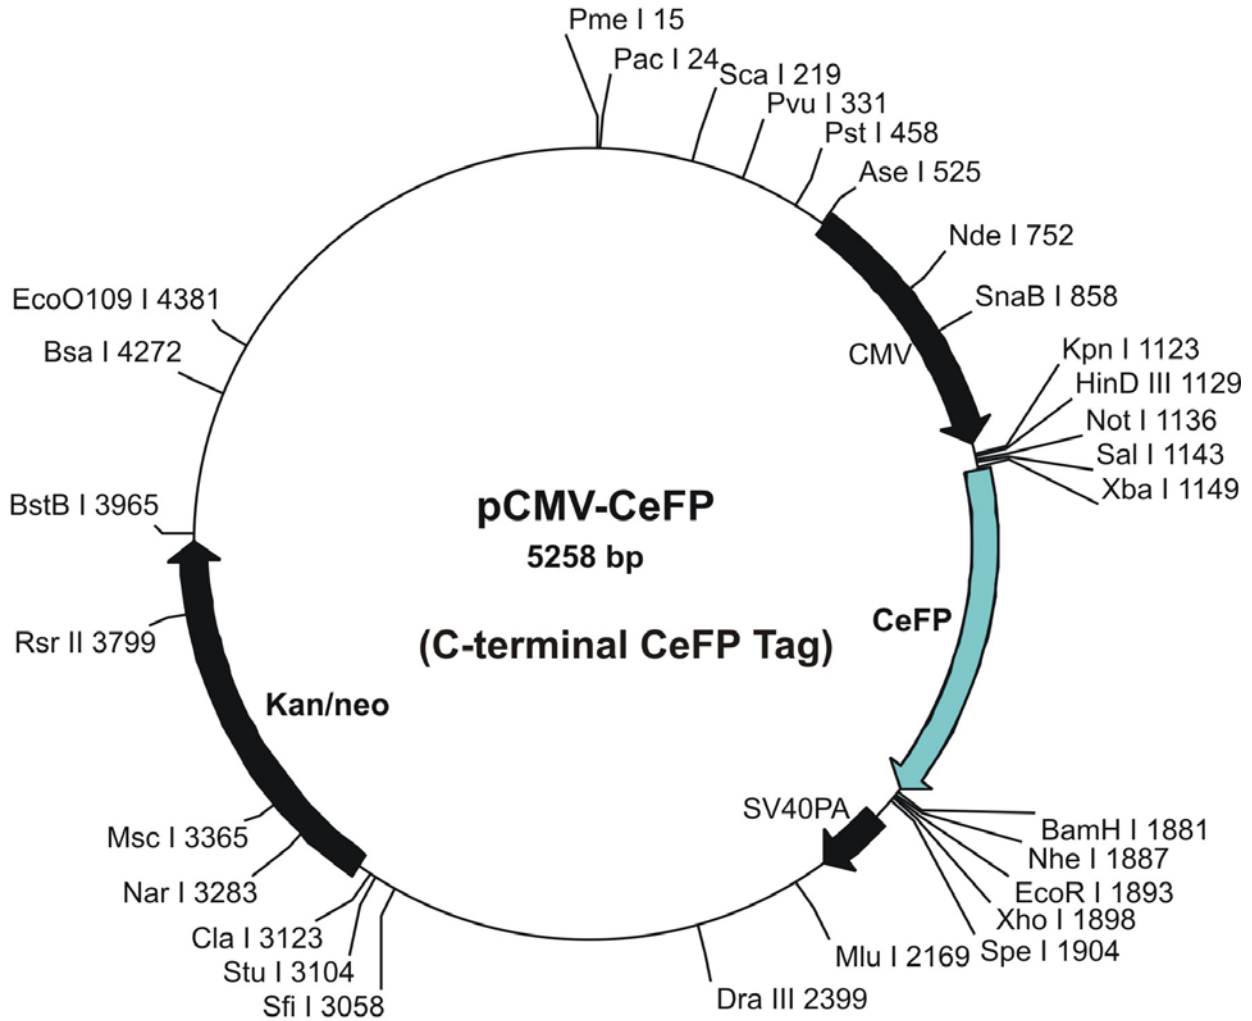 Pme I 15
Pac I 24
Sca I 219
Pvu I 331
Pst I 458
Ase I 525
Nde I 752
SnaB I 858
CMV
Kpn I 1123
HinD III 1129
Not I 1136
Sal I 1143
Xba I 1149
EcoO109 I 4381
Bsa I 4272
BstB I 3965
pCMV-CeFP
5258 bp
(C-terminal CeFP Tag)
CeFP
Rsr II 3799
Kan/neo
SV40PA
Msc I 3365
Nar I 3283
Cla I 3123
Stu I 3104
Sfi I 3058
BamH I 1881
Nhe I 1887
EcoR I 1893
Xho I 1898
Spe I 1904
Mlu I 2169
Dra III 2399